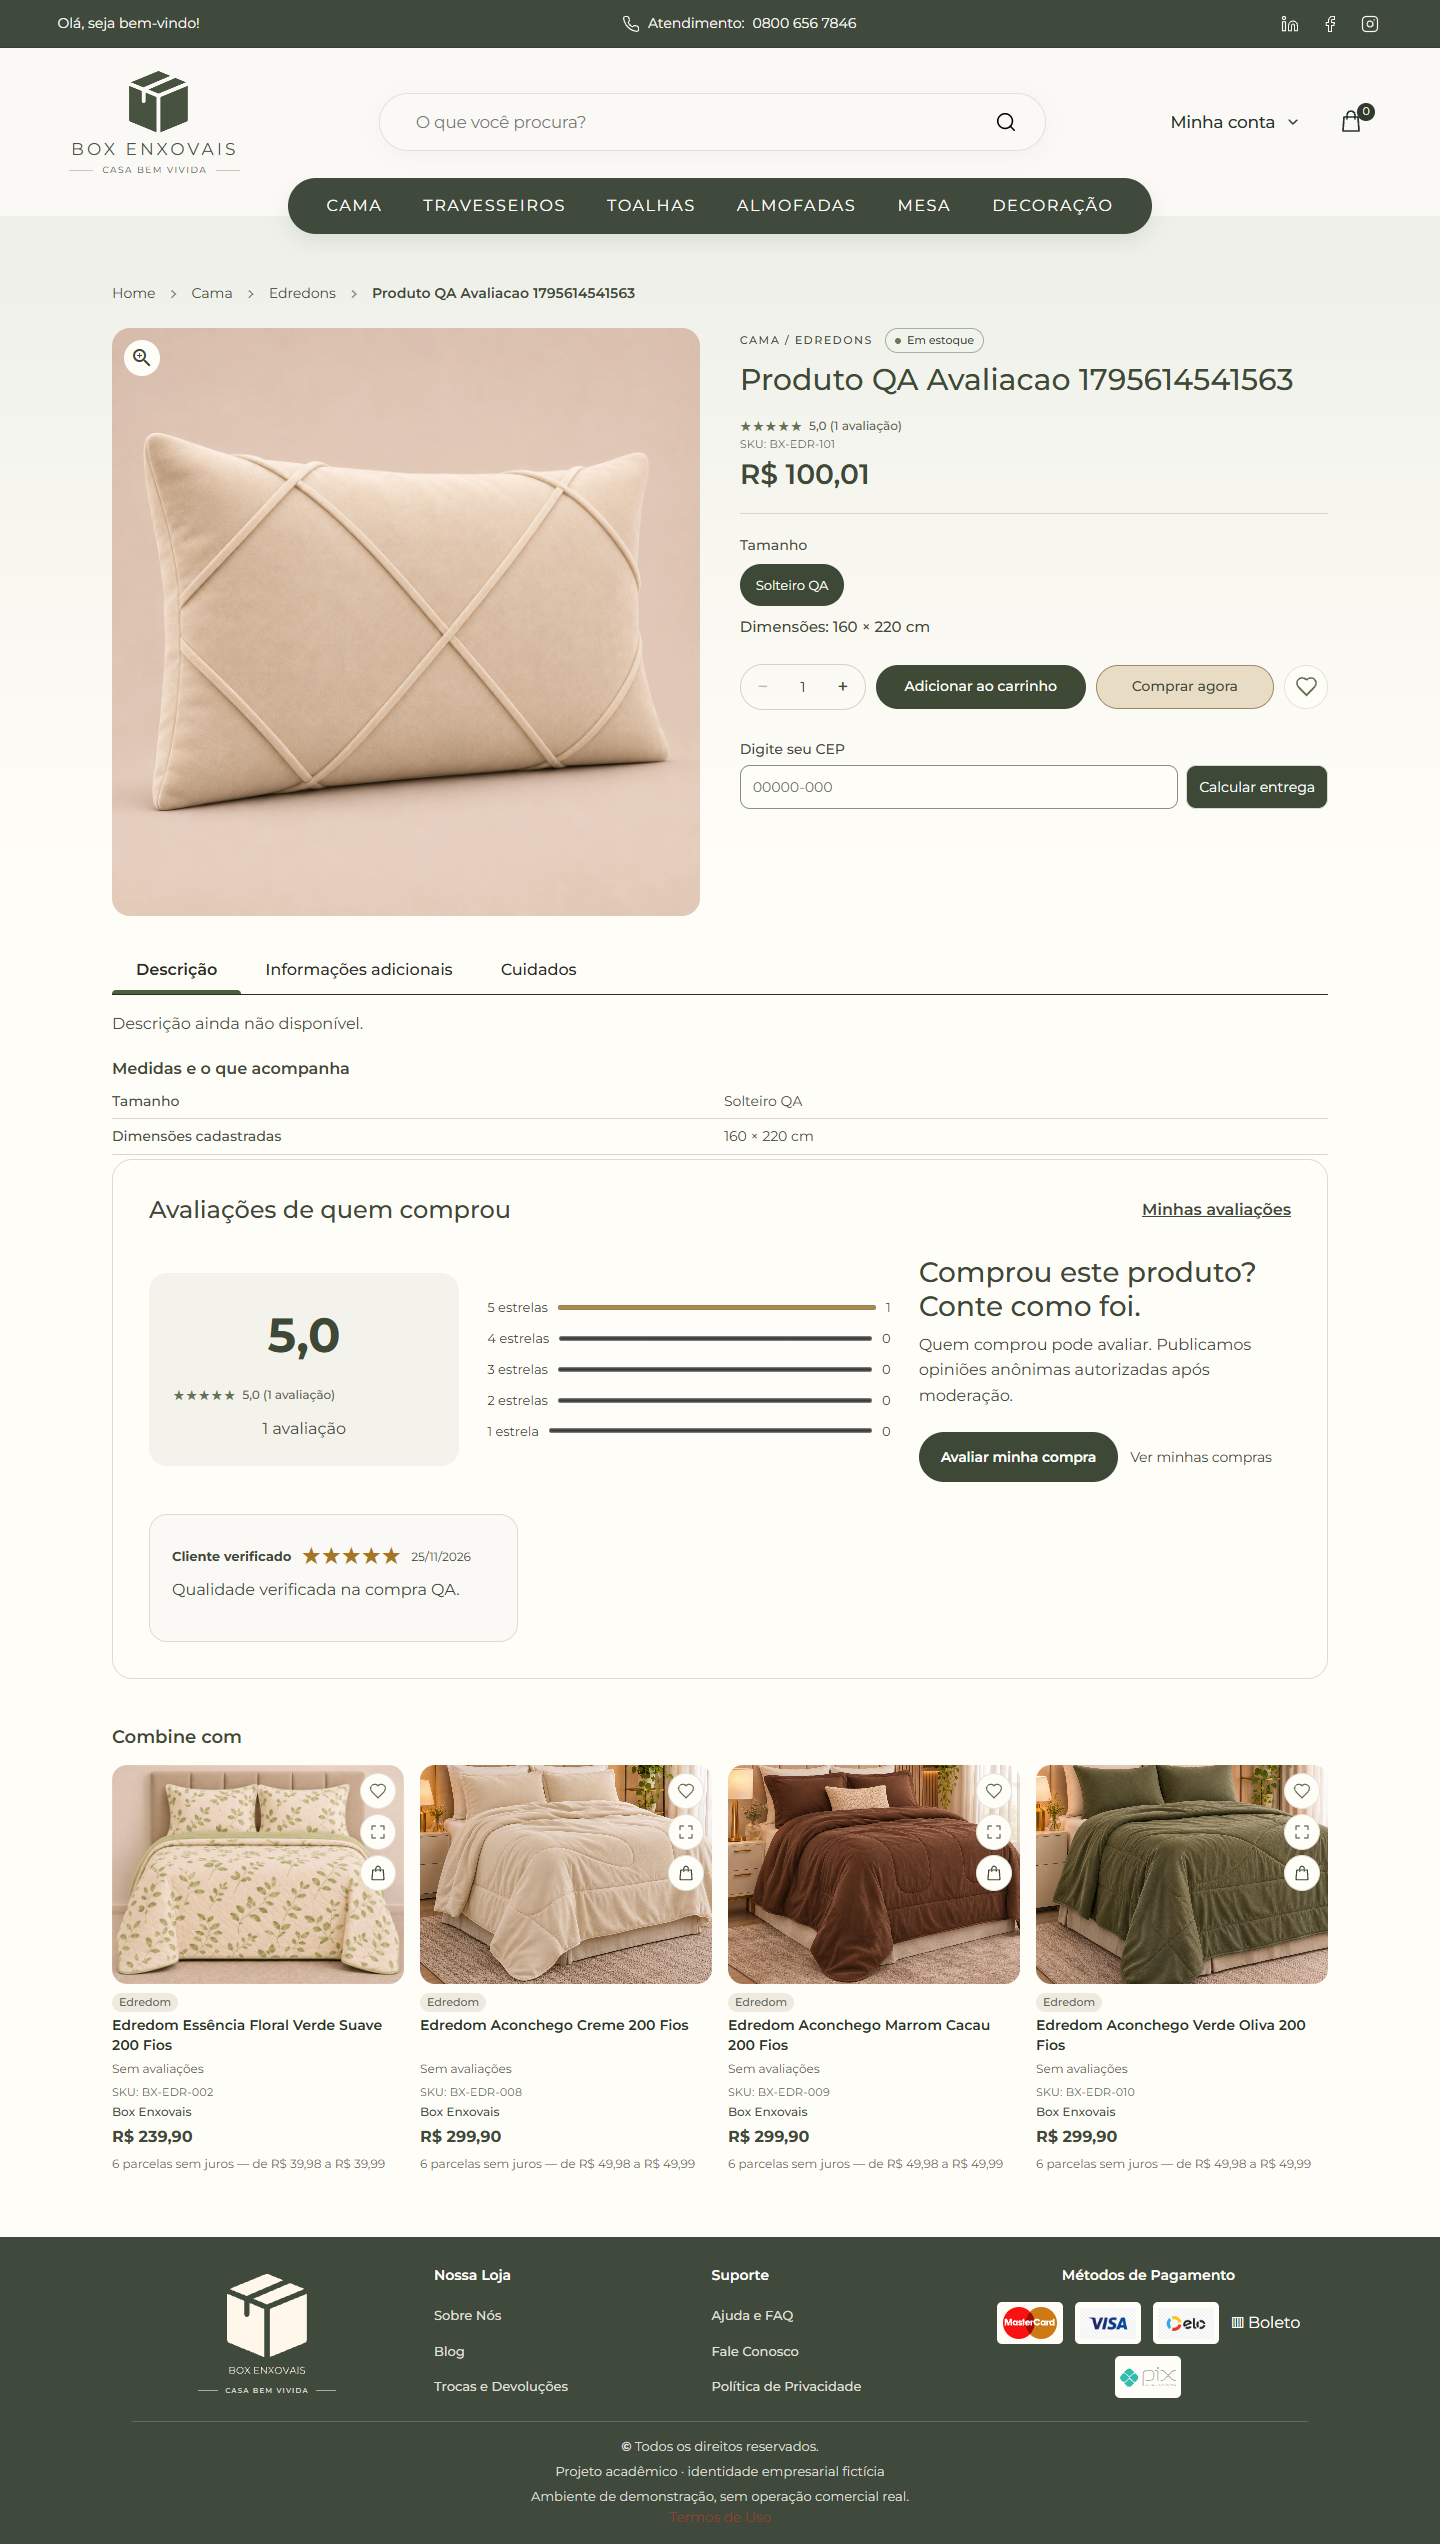 Olá, seja bem-vindo!
Atendimento: 0800 656 7846
BOX ENXOVAIS
CASA BEM VIVIDA
O que você procura?
Minha conta
0
CAMA TRAVESSEIROS TOALHAS ALMOFADAS MESA DECORAÇÃO
Home > Cama > Edredons > Produto QA Avaliacao 1795614541563
CAMA / EDREDONS
Em estoque
Produto QA Avaliacao 1795614541563
★★★★★ 5,0 (1 avaliação)
SKU: BX-EDR-101
R$ 100,01
Tamanho
Solteiro QA
Dimensões: 160 × 220 cm
− 1 +
Adicionar ao carrinho
Comprar agora
Digite seu CEP
00000-000
Calcular entrega
Descrição
Informações adicionais
Cuidados
Descrição ainda não disponível.
Medidas e o que acompanha
Tamanho Solteiro QA
Dimensões cadastradas 160 × 220 cm
Avaliações de quem comprou
Minhas avaliações
5,0
★★★★★ 5,0 (1 avaliação)
1 avaliação
5 estrelas 1
4 estrelas 0
3 estrelas 0
2 estrelas 0
1 estrela 0
Comprou este produto?
Conte como foi.
Quem comprou pode avaliar. Publicamos
opiniões anônimas autorizadas após
moderação.
Avaliar minha compra
Ver minhas compras
Cliente verificado ★★★★★ 25/11/2026
Qualidade verificada na compra QA.
Combine com
Edredom
Edredom Essência Floral Verde Suave
200 Fios
Sem avaliações
SKU: BX-EDR-002
Box Enxovais
R$ 239,90
6 parcelas sem juros — de R$ 39,98 a R$ 39,99
Edredom
Edredom Aconchego Creme 200 Fios
Sem avaliações
SKU: BX-EDR-008
Box Enxovais
R$ 299,90
6 parcelas sem juros — de R$ 49,98 a R$ 49,99
Edredom
Edredom Aconchego Marrom Cacau
200 Fios
Sem avaliações
SKU: BX-EDR-009
Box Enxovais
R$ 299,90
6 parcelas sem juros — de R$ 49,98 a R$ 49,99
Edredom
Edredom Aconchego Verde Oliva 200
Fios
Sem avaliações
SKU: BX-EDR-010
Box Enxovais
R$ 299,90
6 parcelas sem juros — de R$ 49,98 a R$ 49,99
BOX ENXOVAIS
CASA BEM VIVIDA
Nossa Loja
Sobre Nós
Blog
Trocas e Devoluções
Suporte
Ajuda e FAQ
Fale Conosco
Política de Privacidade
Métodos de Pagamento
MasterCard
VISA
elo
Boleto
pix
© Todos os direitos reservados.
Projeto acadêmico · identidade empresarial fictícia
Ambiente de demonstração, sem operação comercial real.
Termos de Uso